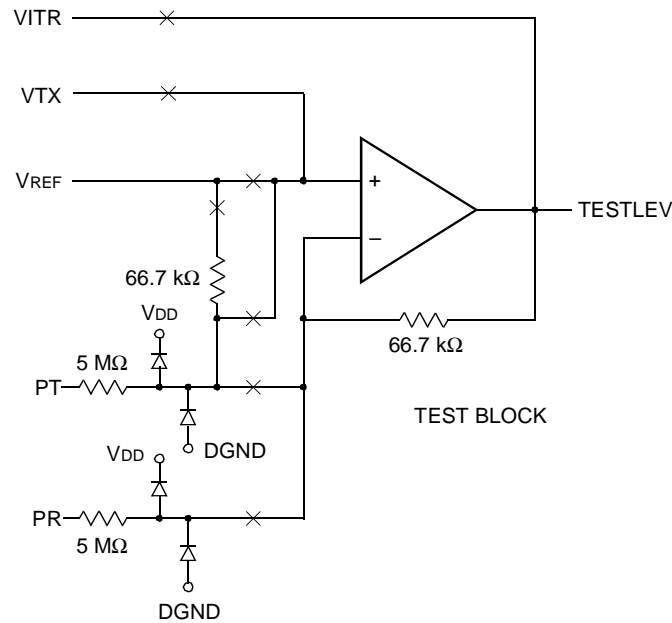 VITR
VTX
VREF
+
−
TESTLEV
66.7 kΩ
66.7 kΩ
VDD
5 MΩ
PT
TEST BLOCK
DGND
VDD
PR
5 MΩ
DGND